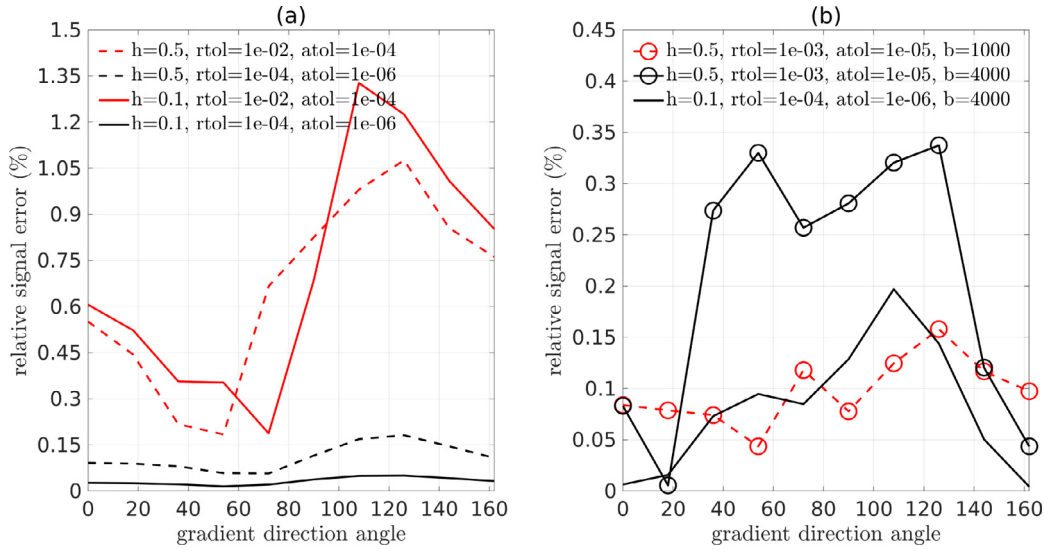 (a)
1.5
1.35
1.2
1.05
0.9
0.75
0.6
0.45
0.3
0.15
0
relative signal error (%)
h=0.5, rtol=1e-02, atol=1e-04
h=0.5, rtol=1e-04, atol=1e-06
h=0.1, rtol=1e-02, atol=1e-04
h=0.1, rtol=1e-04, atol=1e-06
0 20 40 60 80 100 120 140 160
gradient direction angle
(b)
0.45
0.4
0.35
0.3
0.25
0.2
0.15
0.1
0.05
0
relative signal error (%)
h=0.5, rtol=1e-03, atol=1e-05, b=1000
h=0.5, rtol=1e-03, atol=1e-05, b=4000
h=0.1, rtol=1e-04, atol=1e-06, b=4000
0 20 40 60 80 100 120 140 160
gradient direction angle